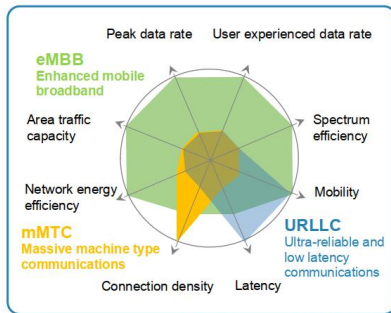 Peak data rate
User experienced data rate
eMBB
Enhanced mobile
broadband
Area traffic
capacity
Spectrum
efficiency
Network energy
efficiency
Mobility
mMTC
Massive machine type
communications
URLLC
Ultra-reliable and
low latency
communications
Connection density
Latency